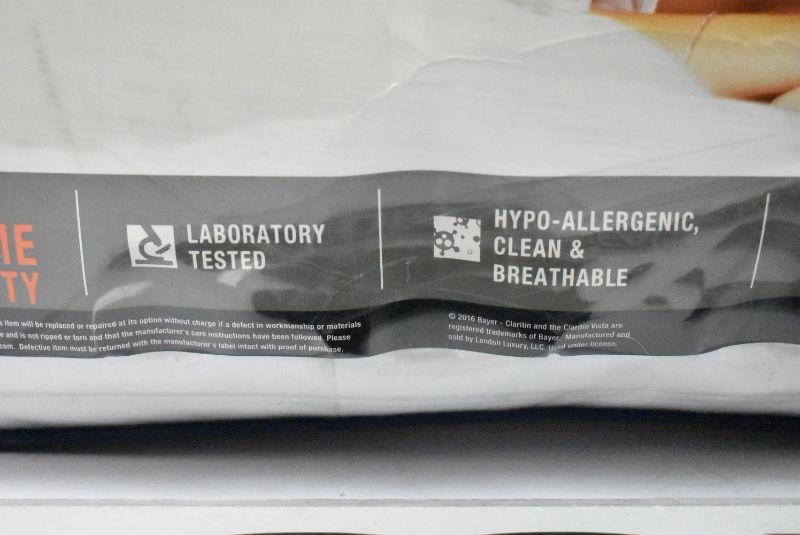 ME
TY
LABORATORY
TESTED
HYPO-ALLERGENIC,
CLEAN &
BREATHABLE
s item will be replaced or repaired at its option without charge if a defect in workmanship or materials
e and is not ripped or torn and that the manufacturer's care instructions have been followed. Please
com. Defective item must be returned with the manufacturer's label intact with proof of purchase.
© 2016 Bayer - Claritin and the Claritin Vista are
registered trademarks of Bayer. Manufactured and
sold by London Luxury, LLC. Used under license.